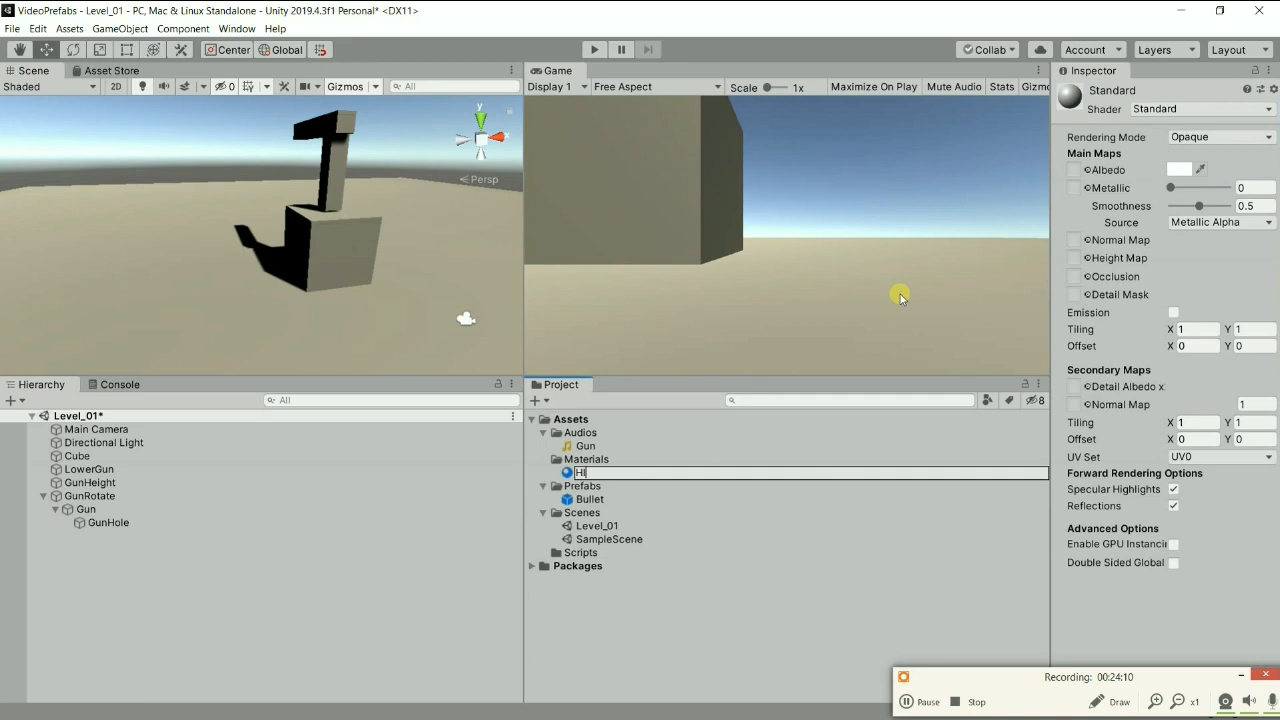 VideoPrefabs - Level_01 - PC, Mac & Linux Standalone - Unity 2019.4.3f1 Personal* <DX11>
File Edit Assets GameObject Component Window Help
Center Global Collab Account Layers Layout
Scene Asset Store
Shaded 2D 0 Gizmos All
y
x
Persp
Game
Display 1 Free Aspect Scale 1x Maximize On Play Mute Audio Stats Gizmo
Hierarchy Console
All
Level_01*
Main Camera
Directional Light
Cube
LowerGun
GunHeight
GunRotate
Gun
GunHole
Project
8
Assets
Audios
Gun
Materials
HI
Prefabs
Bullet
Scenes
Level_01
SampleScene
Scripts
Packages
Inspector
Standard
Shader Standard
Rendering Mode Opaque
Main Maps
Albedo
Metallic 0
Smoothness 0.5
Source Metallic Alpha
Normal Map
Height Map
Occlusion
Detail Mask
Emission
Tiling X 1 Y 1
Offset X 0 Y 0
Secondary Maps
Detail Albedo x
Normal Map 1
Tiling X 1 Y 1
Offset X 0 Y 0
UV Set UV0
Forward Rendering Options
Specular Highlights
Reflections
Advanced Options
Enable GPU Instancin
Double Sided Global
Recording: 00:24:10
Pause Stop Draw x1